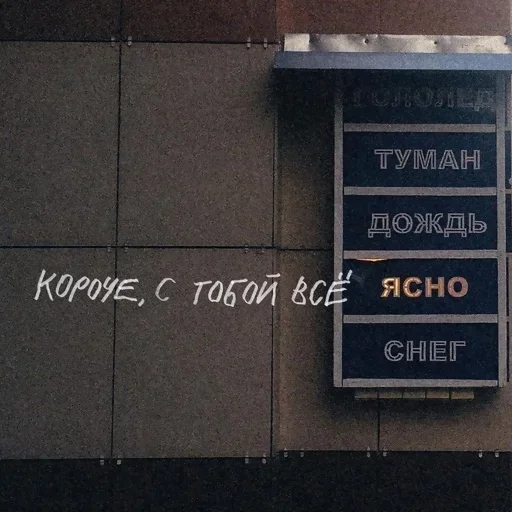 ГОЛОЛЕД
ТУМАН
ДОЖДЬ
КОРОЧЕ, С ТОБОЙ ВСЁ ЯСНО
СНЕГ